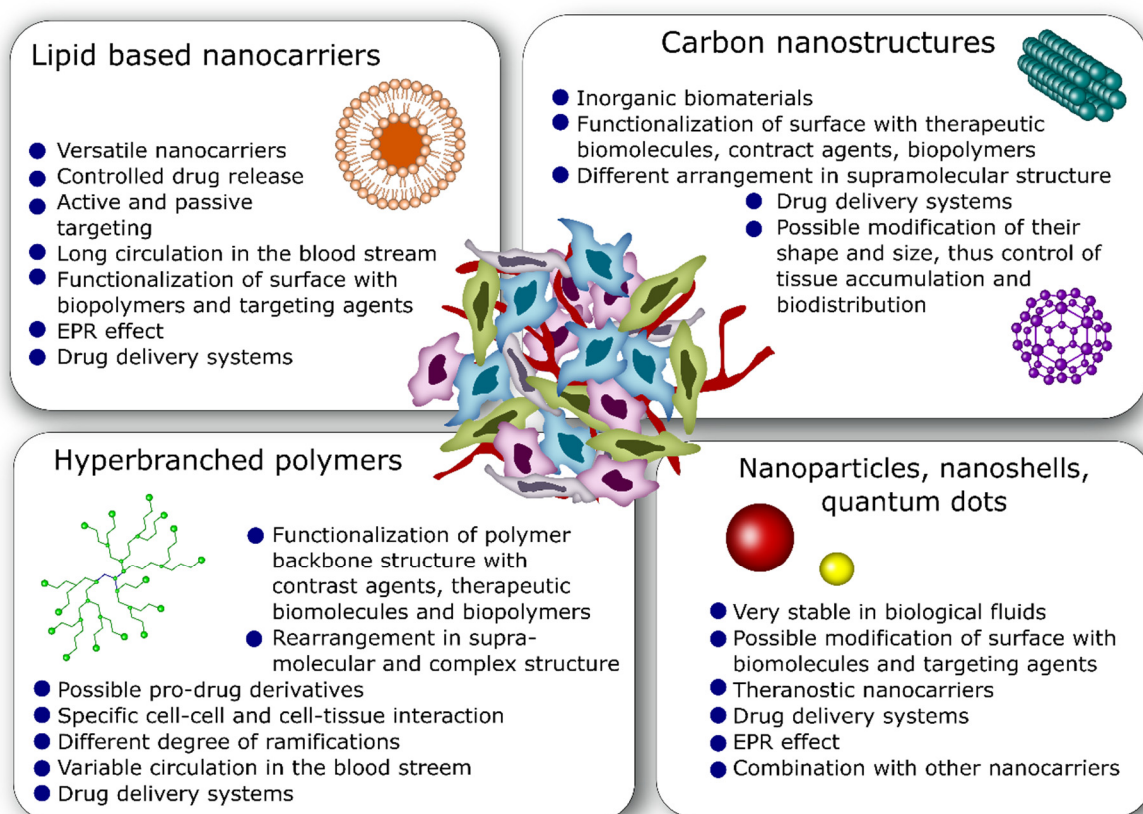 Lipid based nanocarriers
Versatile nanocarriers
Controlled drug release
Active and passive
targeting
Long circulation in the blood stream
Functionalization of surface with
biopolymers and targeting agents
EPR effect
Drug delivery systems
Carbon nanostructures
Inorganic biomaterials
Functionalization of surface with therapeutic
biomolecules, contract agents, biopolymers
Different arrangement in supramolecular structure
Drug delivery systems
Possible modification of their
shape and size, thus control of
tissue accumulation and
biodistribution
Hyperbranched polymers
Functionalization of polymer
backbone structure with
contrast agents, therapeutic
biomolecules and biopolymers
Rearrangement in supra-
molecular and complex structure
Possible pro-drug derivatives
Specific cell-cell and cell-tissue interaction
Different degree of ramifications
Variable circulation in the blood streem
Drug delivery systems
Nanoparticles, nanoshells,
quantum dots
Very stable in biological fluids
Possible modification of surface with
biomolecules and targeting agents
Theranostic nanocarriers
Drug delivery systems
EPR effect
Combination with other nanocarriers